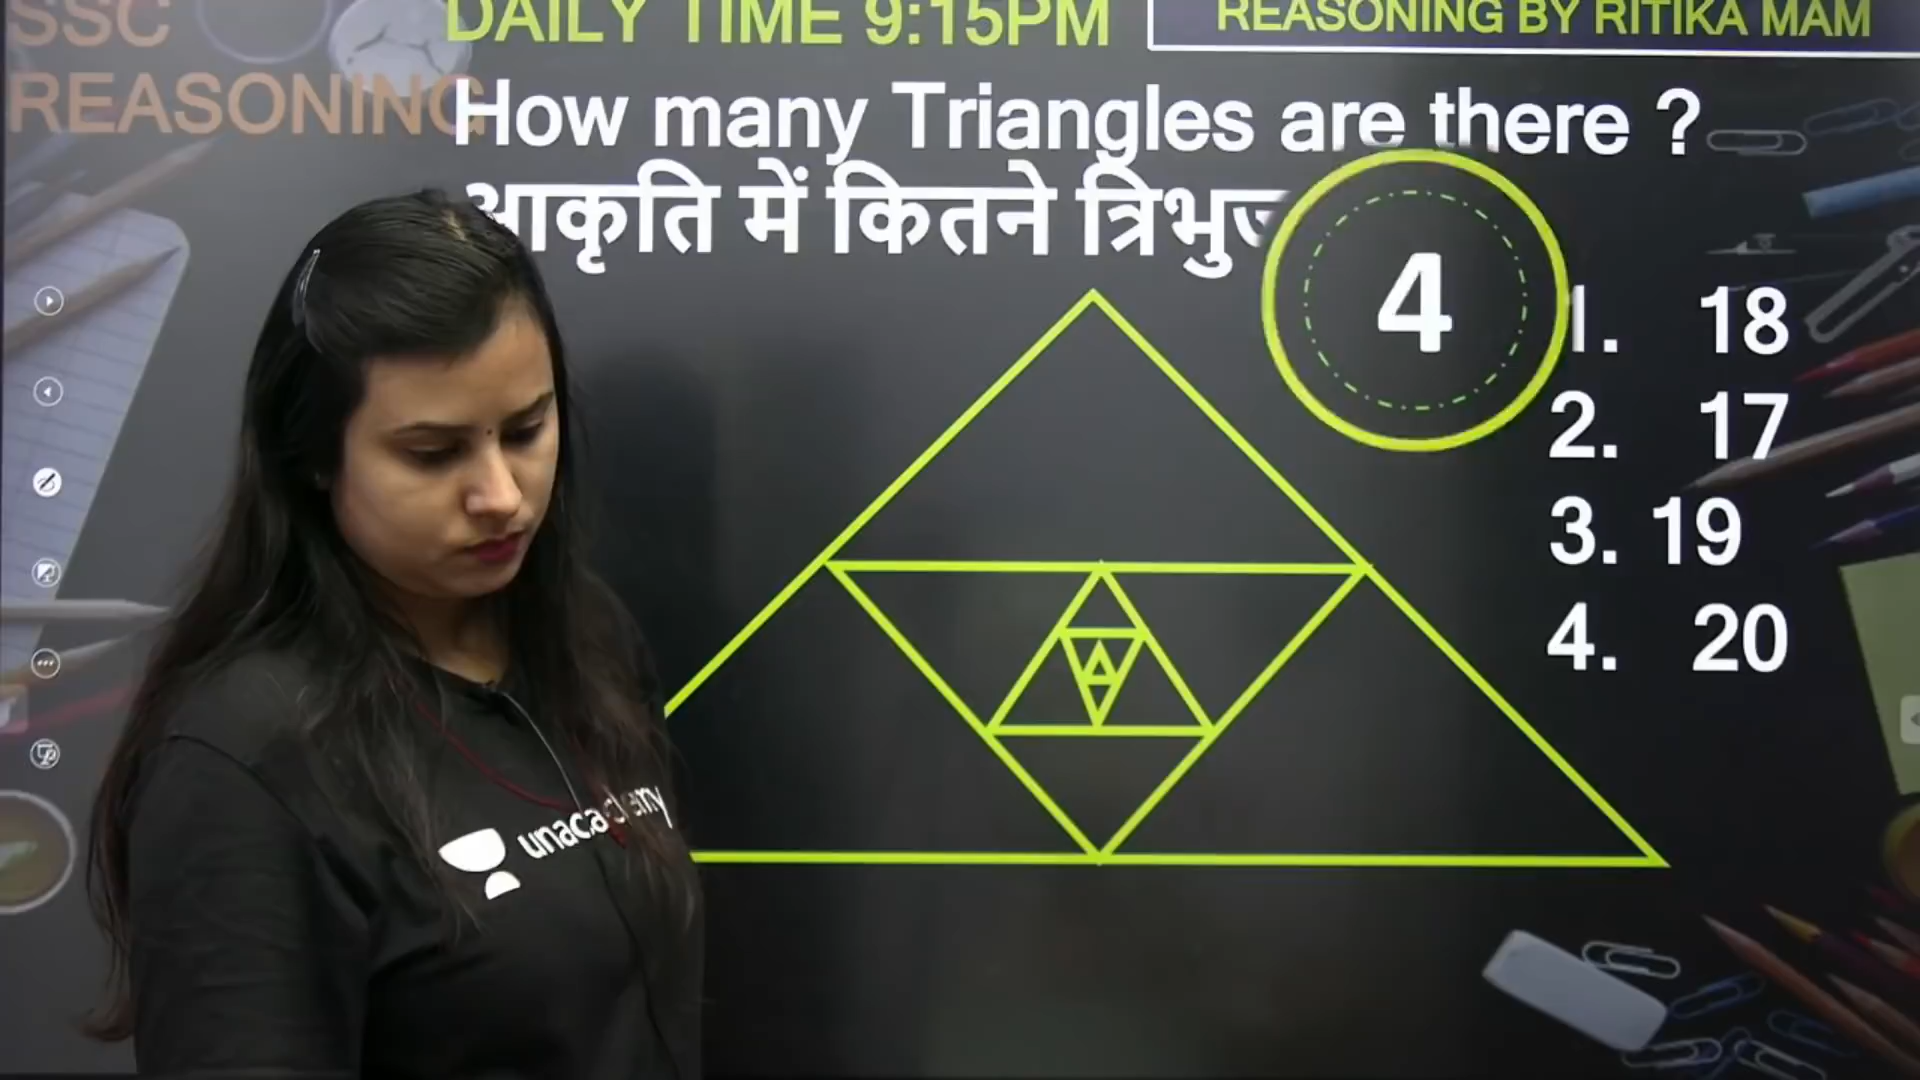 SSC
REASONING
DAILY TIME 9:15PM
REASONING BY RITIKA MAM
How many Triangles are there ?
आकृति में कितने त्रिभुज
4
1. 18
2. 17
3. 19
4. 20
unacademy